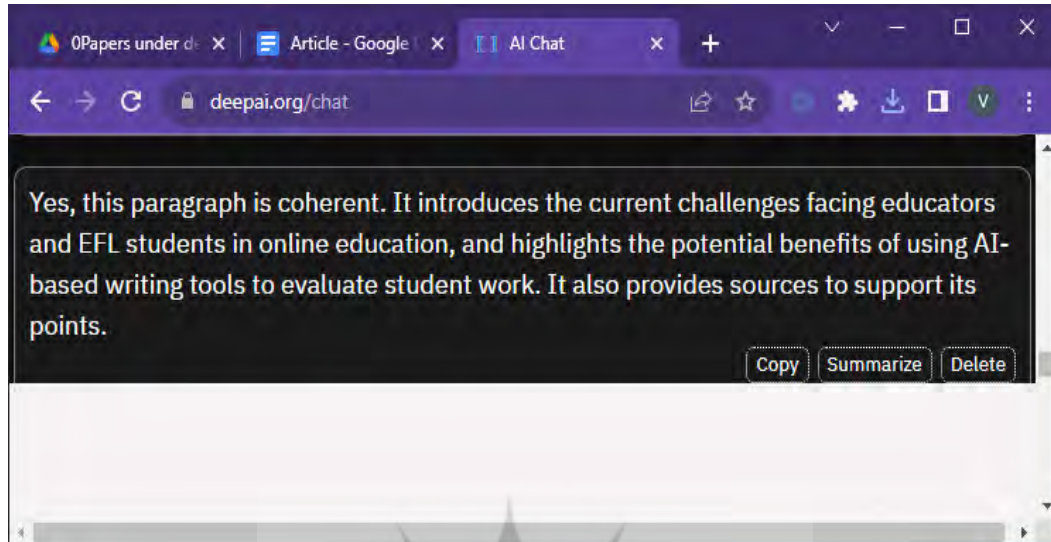 0Papers under d
Article - Google
AI Chat
deepai.org/chat
V
Yes, this paragraph is coherent. It introduces the current challenges facing educators
and EFL students in online education, and highlights the potential benefits of using AI-
based writing tools to evaluate student work. It also provides sources to support its
points.
Copy Summarize Delete